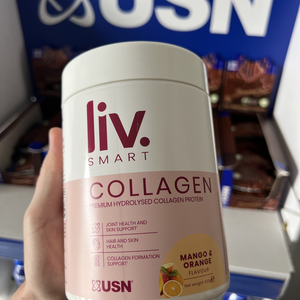 USN
liv.
SMART
COLLAGEN
PREMIUM HYDROLYSED COLLAGEN PROTEIN
JOINT HEALTH AND
SKIN SUPPORT
HAIR AND SKIN
HEALTH
COLLAGEN FORMATION
SUPPORT
MANGO &
ORANGE
FLAVOUR
USN